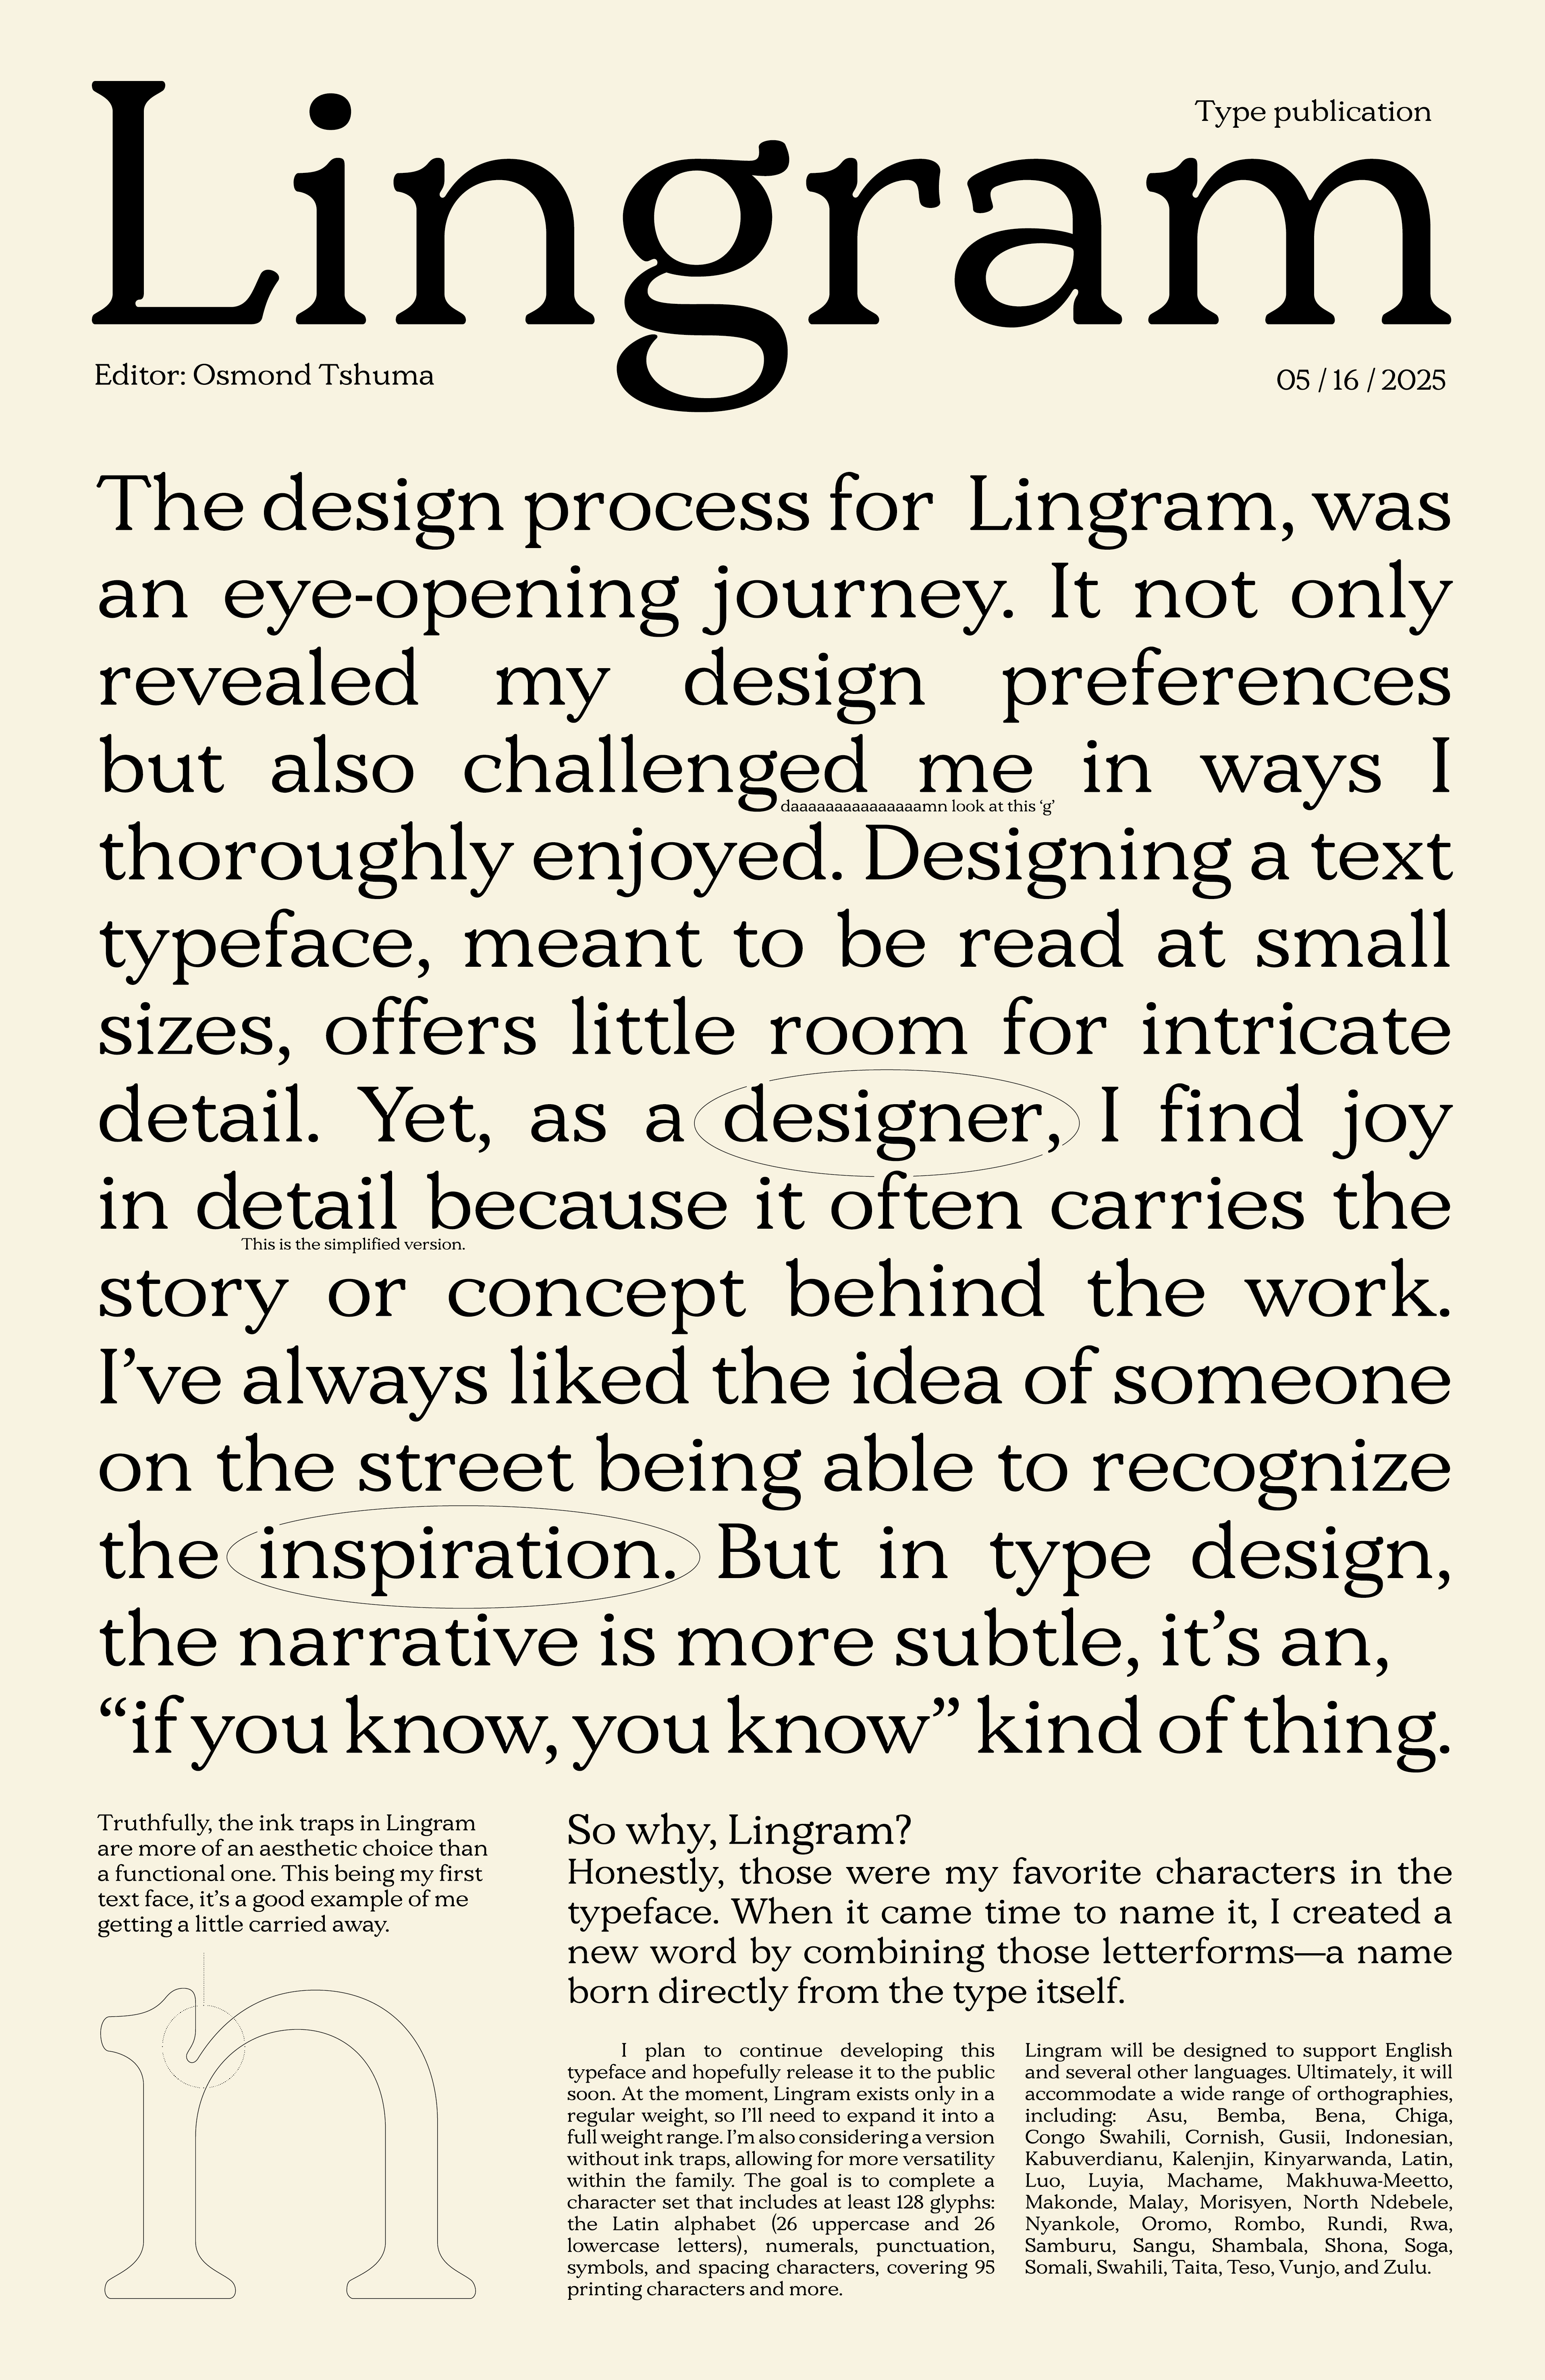 Type publication
Lingram
Editor: Osmond Tshuma
05 / 16 / 2025
The design process for Lingram, was
an eye-opening journey. It not only
revealed my design preferences
but also challenged me in ways I
daaaaaaaaaaaaaaamn look at this ‘g’
thoroughly enjoyed. Designing a text
typeface, meant to be read at small
sizes, offers little room for intricate
detail. Yet, as a designer, I find joy
in detail because it often carries the
This is the simplified version.
story or concept behind the work.
I’ve always liked the idea of someone
on the street being able to recognize
the inspiration. But in type design,
the narrative is more subtle, it’s an,
“if you know, you know” kind of thing.
Truthfully, the ink traps in Lingram
are more of an aesthetic choice than
a functional one. This being my first
text face, it’s a good example of me
getting a little carried away.
n
So why, Lingram?
Honestly, those were my favorite characters in the
typeface. When it came time to name it, I created a
new word by combining those letterforms—a name
born directly from the type itself.
I plan to continue developing this
typeface and hopefully release it to the public
soon. At the moment, Lingram exists only in a
regular weight, so I’ll need to expand it into a
full weight range. I’m also considering a version
without ink traps, allowing for more versatility
within the family. The goal is to complete a
character set that includes at least 128 glyphs:
the Latin alphabet (26 uppercase and 26
lowercase letters), numerals, punctuation,
symbols, and spacing characters, covering 95
printing characters and more.
Lingram will be designed to support English
and several other languages. Ultimately, it will
accommodate a wide range of orthographies,
including: Asu, Bemba, Bena, Chiga,
Congo Swahili, Cornish, Gusii, Indonesian,
Kabuverdianu, Kalenjin, Kinyarwanda, Latin,
Luo, Luyia, Machame, Makhuwa-Meetto,
Makonde, Malay, Morisyen, North Ndebele,
Nyankole, Oromo, Rombo, Rundi, Rwa,
Samburu, Sangu, Shambala, Shona, Soga,
Somali, Swahili, Taita, Teso, Vunjo, and Zulu.